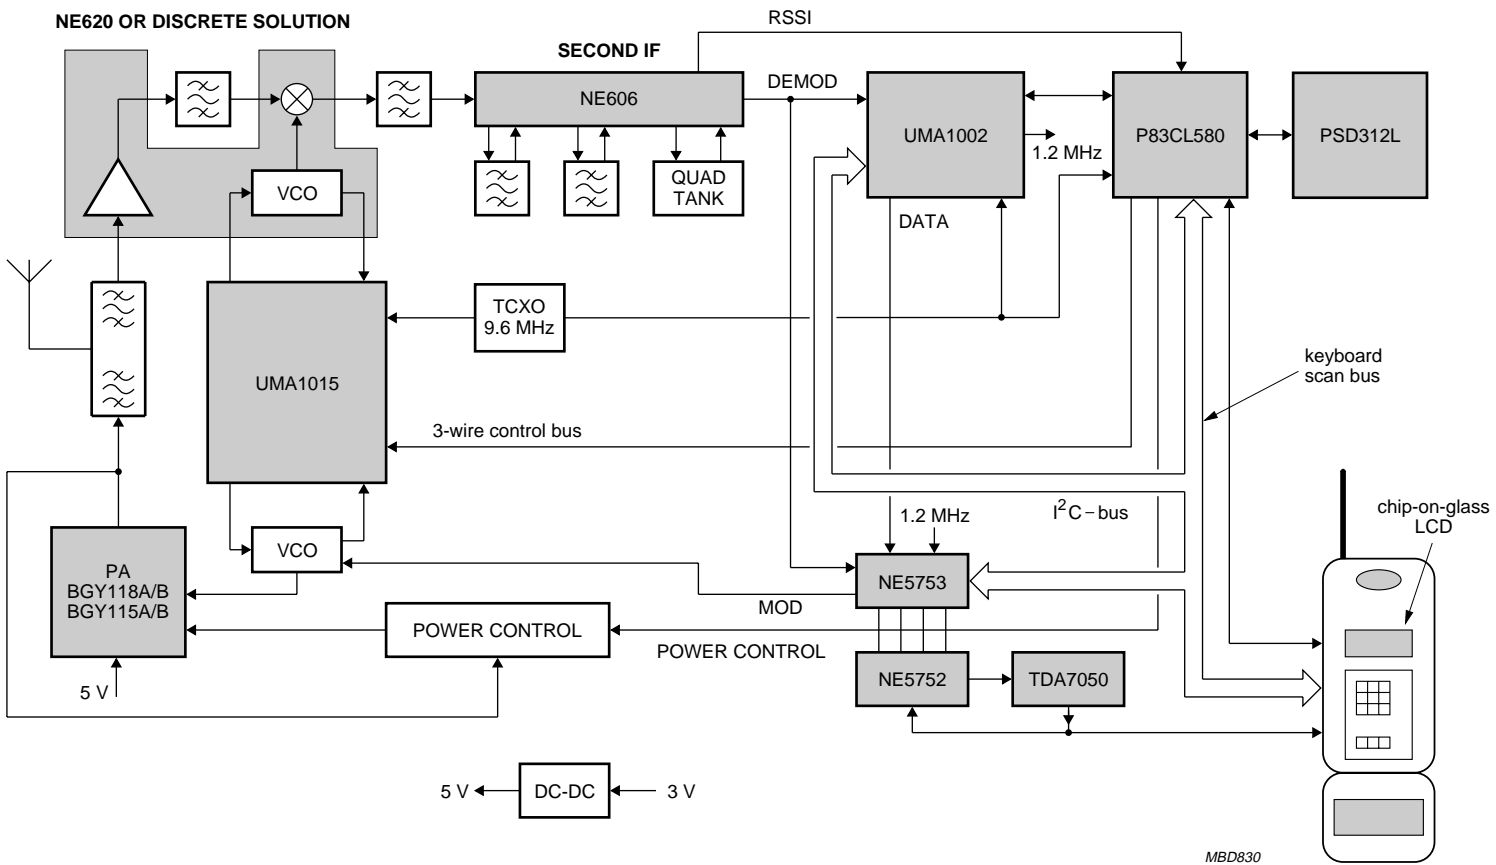 NE620 OR DISCRETE SOLUTION
RSSI
SECOND IF
NE606
DEMOD
UMA1002
1.2 MHz
P83CL580
PSD312L
VCO
QUAD
TANK
DATA
TCXO
9.6 MHz
UMA1015
keyboard
scan bus
3-wire control bus
I2C–bus
1.2 MHz
chip-on-glass
LCD
VCO
PA
BGY118A/B
BGY115A/B
NE5753
MOD
POWER CONTROL
POWER CONTROL
NE5752
TDA7050
5 V
5 V
DC-DC
3 V
MBD830